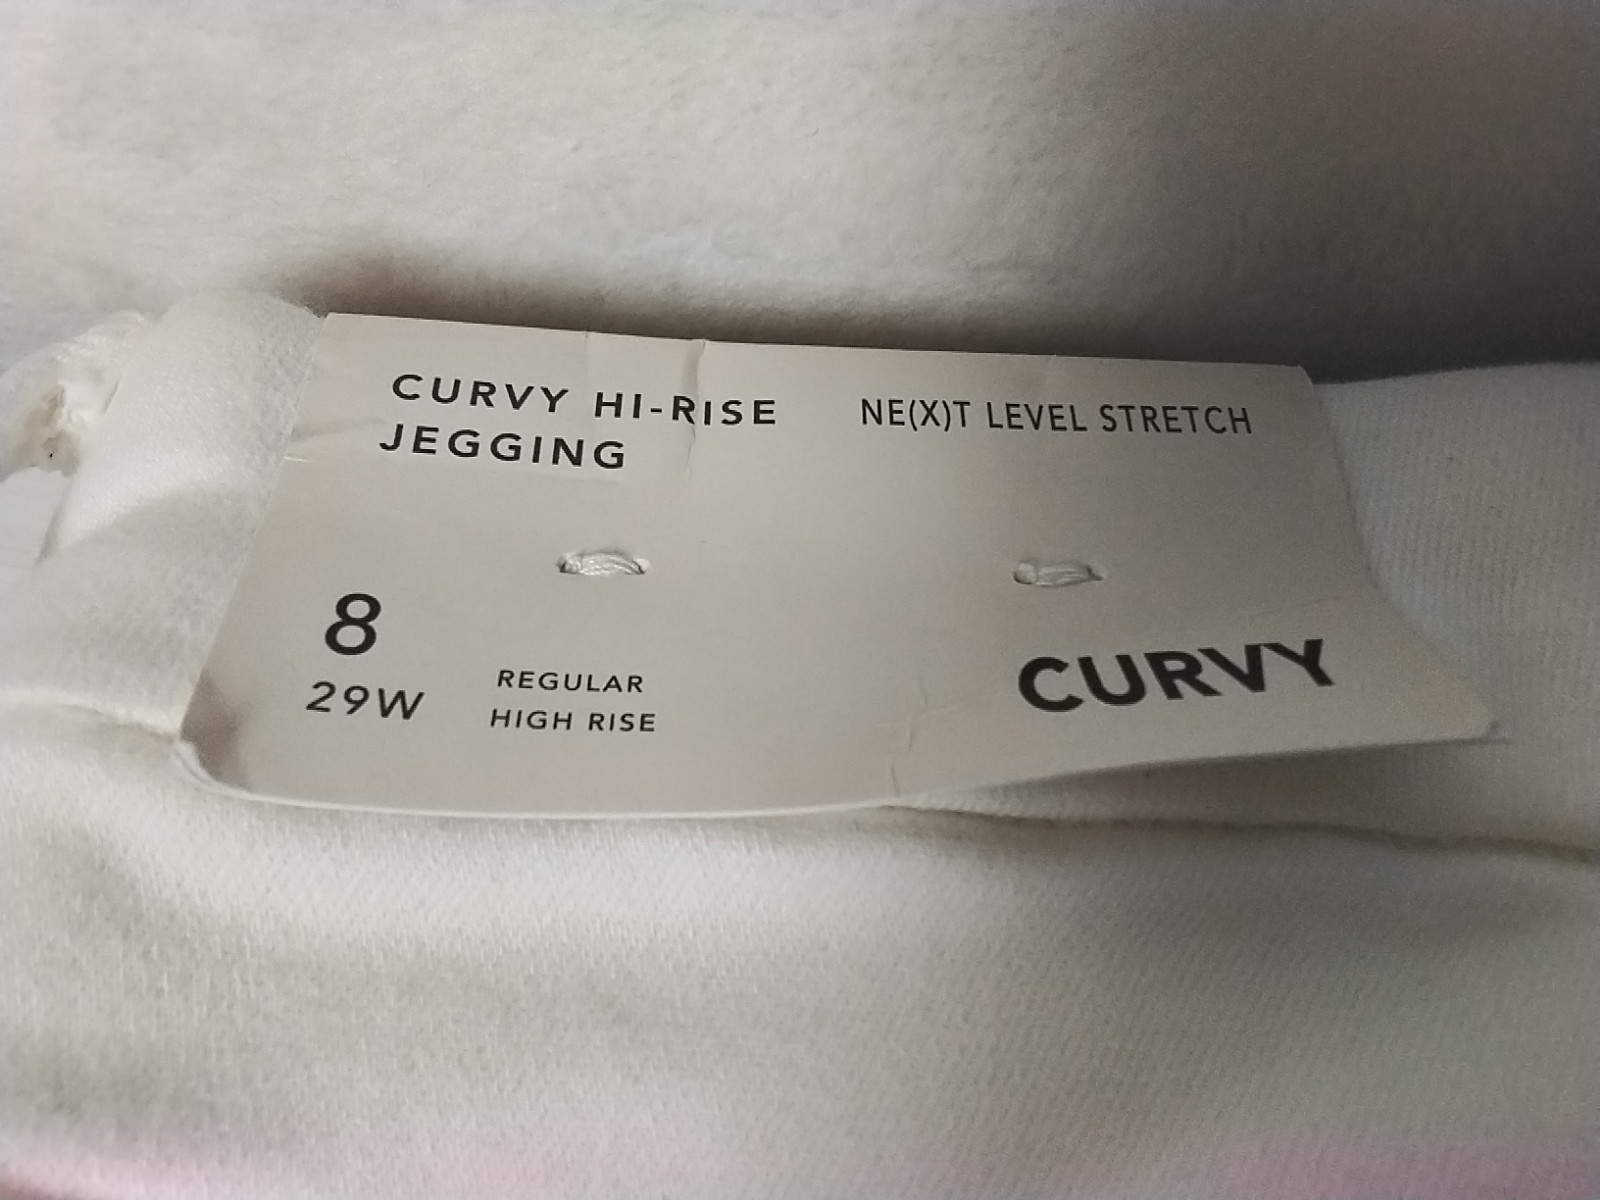 CURVY HI-RISE
JEGGING
NE(X)T LEVEL STRETCH
8
29W
REGULAR
HIGH RISE
CURVY